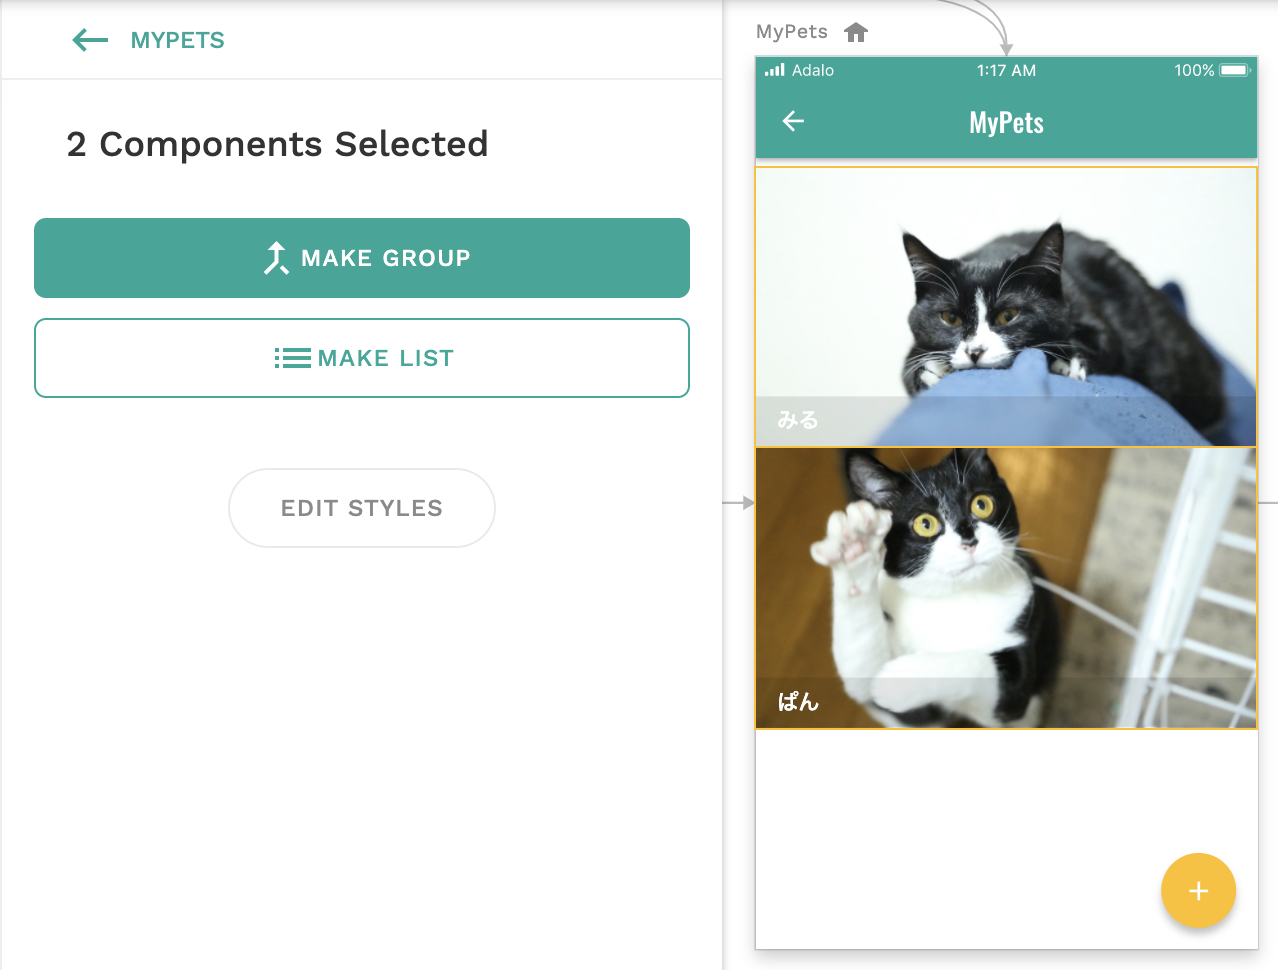 MYPETS
2 Components Selected
MAKE GROUP
MAKE LIST
EDIT STYLES
MyPets
Adalo
1:17 AM
100%
MyPets
みる
ぱん